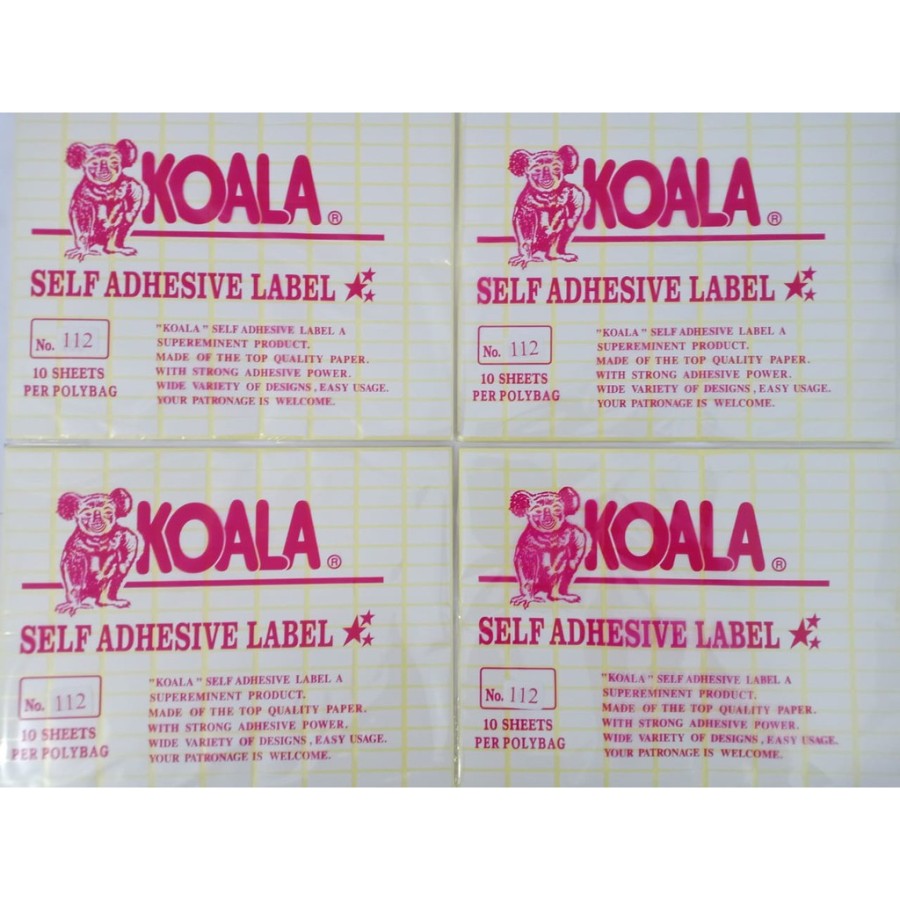 KOALA ®
SELF ADHESIVE LABEL
No. 112
10 SHEETS
PER POLYBAG
"KOALA" SELF ADHESIVE LABEL A
SUPEREMINENT PRODUCT.
MADE OF THE TOP QUALITY PAPER.
WITH STRONG ADHESIVE POWER.
WIDE VARIETY OF DESIGNS, EASY USAGE.
YOUR PATRONAGE IS WELCOME.
KOALA ®
SELF ADHESIVE LABEL
No. 112
10 SHEETS
PER POLYBAG
"KOALA" SELF ADHESIVE LABEL A
SUPEREMINENT PRODUCT.
MADE OF THE TOP QUALITY PAPER.
WITH STRONG ADHESIVE POWER.
WIDE VARIETY OF DESIGNS, EASY USAGE.
YOUR PATRONAGE IS WELCOME.
KOALA ®
SELF ADHESIVE LABEL
No. 112
10 SHEETS
PER POLYBAG
"KOALA" SELF ADHESIVE LABEL A
SUPEREMINENT PRODUCT.
MADE OF THE TOP QUALITY PAPER.
WITH STRONG ADHESIVE POWER.
WIDE VARIETY OF DESIGNS, EASY USAGE.
YOUR PATRONAGE IS WELCOME.
KOALA ®
SELF ADHESIVE LABEL
No. 112
10 SHEETS
PER POLYBAG
"KOALA" SELF ADHESIVE LABEL A
SUPEREMINENT PRODUCT.
MADE OF THE TOP QUALITY PAPER.
WITH STRONG ADHESIVE POWER.
WIDE VARIETY OF DESIGNS, EASY USAGE.
YOUR PATRONAGE IS WELCOME.